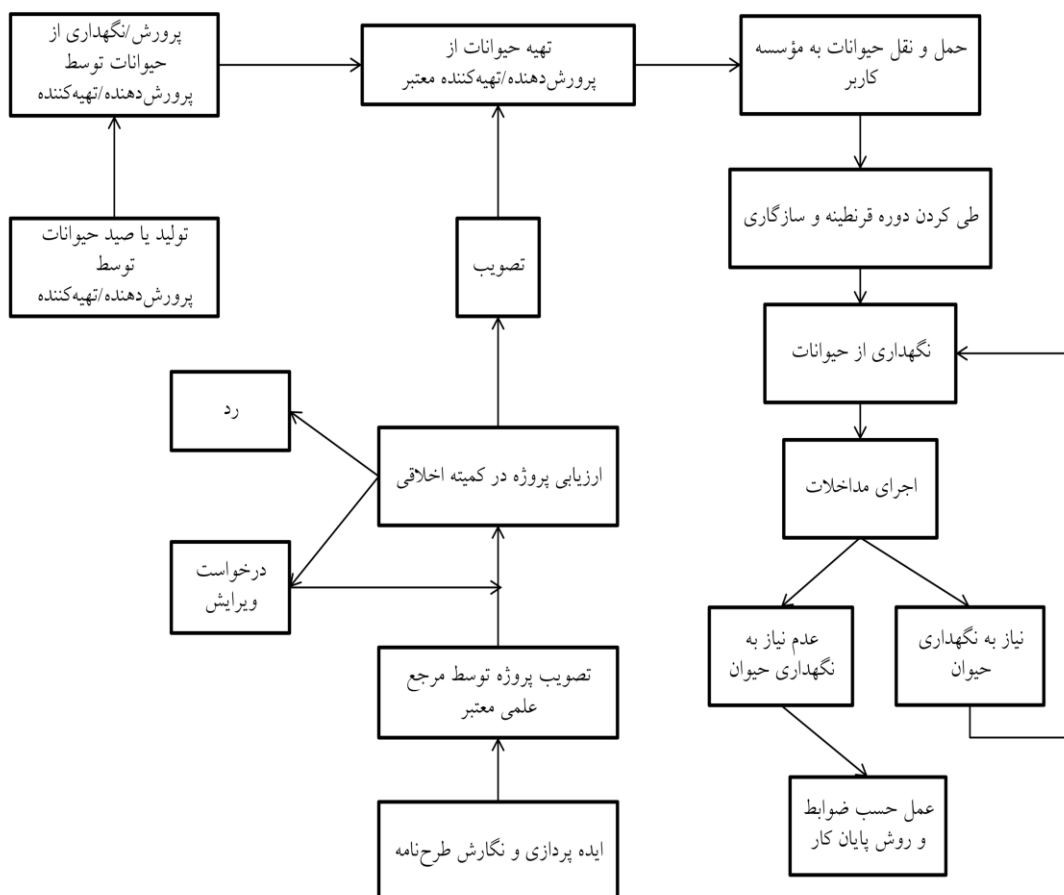 پرورش/نگهداری از
حیوانات توسط
پرورش‌دهنده/تهیه‌کننده
تهیه حیوانات از
پرورش‌دهنده/تهیه‌کننده معتبر
حمل و نقل حیوانات به مؤسسه
کاربر
تولید یا صید حیوانات
توسط
پرورش‌دهنده/تهیه‌کننده
تصویب
طی کردن دوره قرنطینه و سازگاری
نگهداری از حیوانات
رد
ارزیابی پروژه در کمیته اخلاقی
اجرای مداخلات
درخواست
ویرایش
عدم نیاز به
نگهداری حیوان
نیاز به نگهداری
حیوان
تصویب پروژه توسط مرجع
علمی معتبر
عمل حسب ضوابط
و روش پایان کار
ایده پردازی و نگارش طرح‌نامه